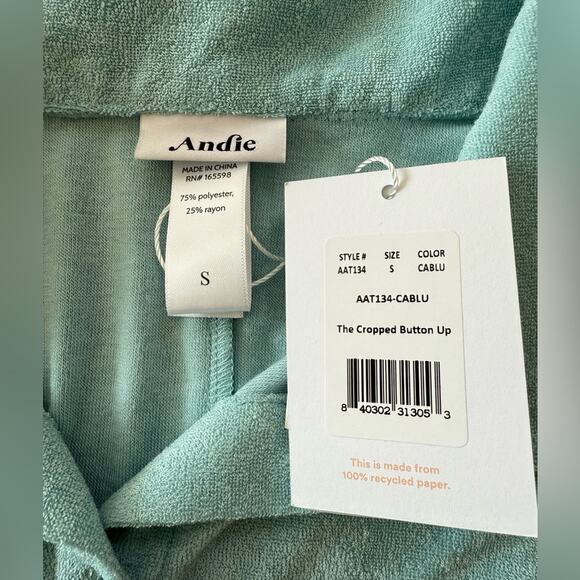 Andie
MADE IN CHINA
RN# 165598
75% polyester,
25% rayon
S
STYLE # SIZE COLOR
AAT134 S CABLU
AAT134-CABLU
The Cropped Button Up
8 40302 31305 3
This is made from
100% recycled paper.